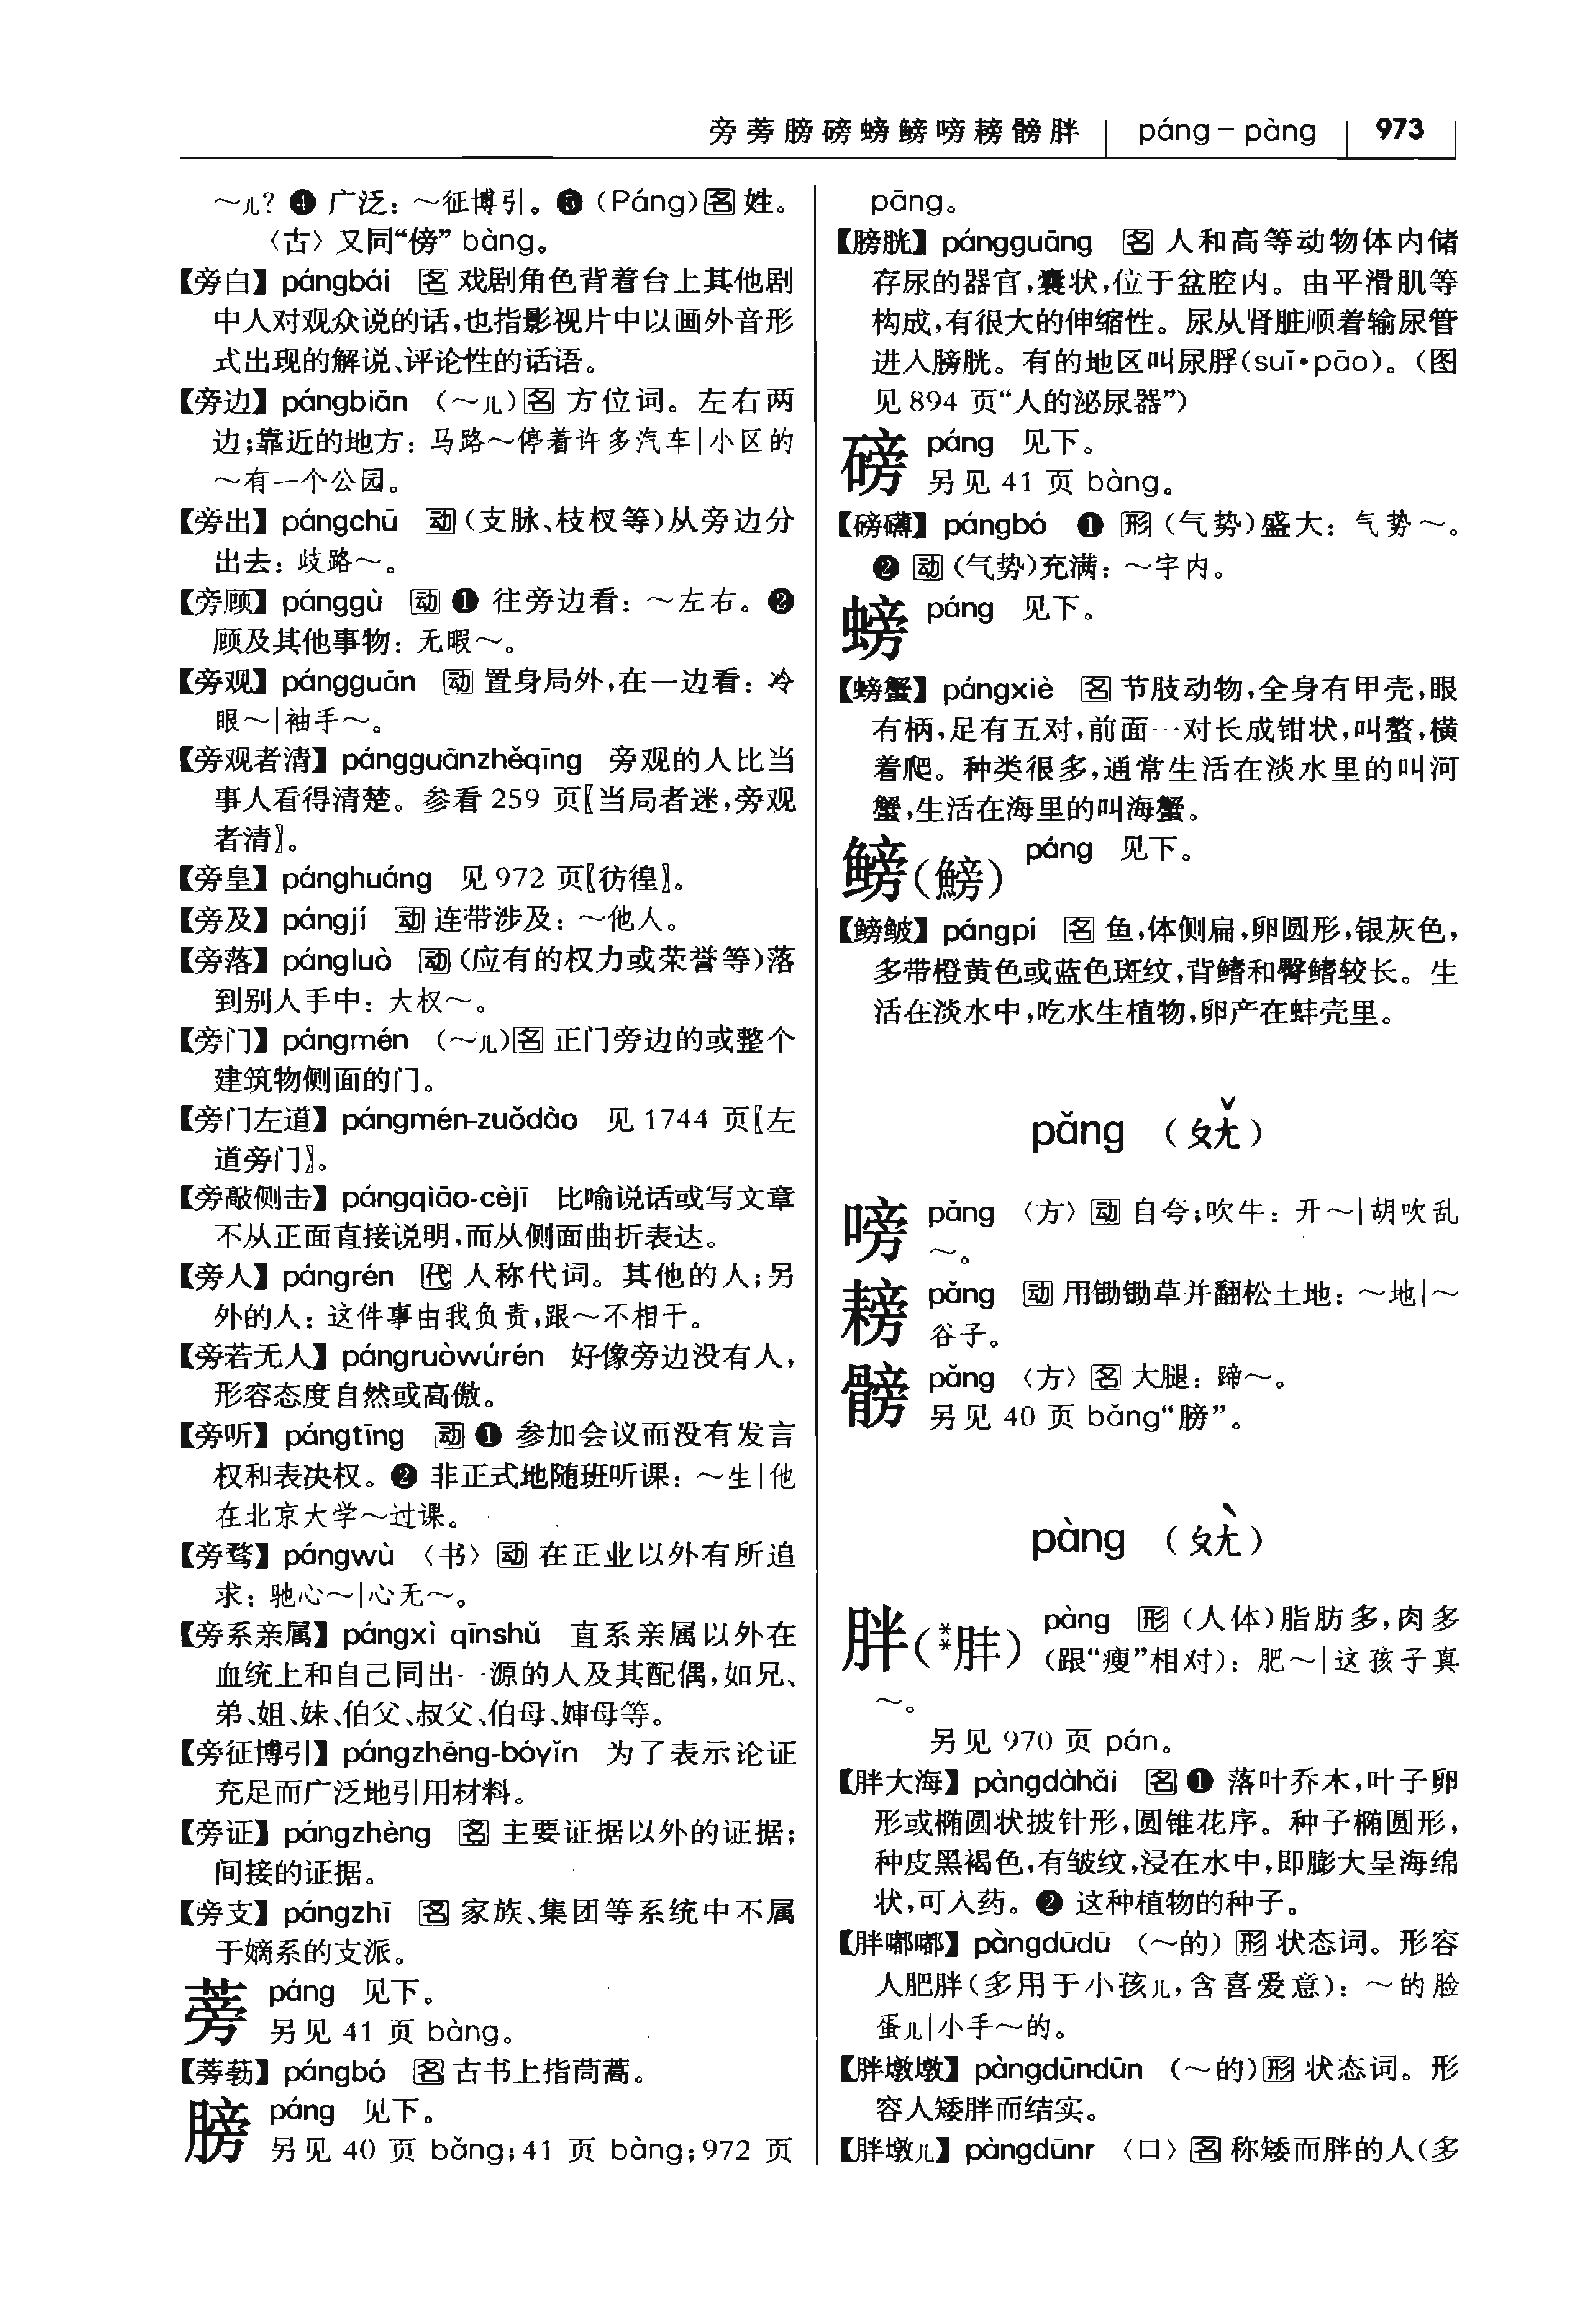 旁蒡膀磅螃鳑嗙耪髈胖 páng – pàng 973
～儿？❹ 广泛：～征博引。❺（Páng）名 姓。
〈古〉又同“傍”bàng。
【旁白】pángbái 名 戏剧角色背着台上其他剧
中人对观众说的话，也指影视片中以画外音形
式出现的解说、评论性的话语。
【旁边】pángbiān （～儿）名 方位词。左右两
边；靠近的地方：马路～停着许多汽车|小区的
～有一个公园。
【旁出】pángchū 动（支脉、枝杈等）从旁边分
出去：歧路～。
【旁顾】pánggù 动 ❶ 往旁边看：～左右。❷
顾及其他事物：无暇～。
【旁观】pángguān 动 置身局外，在一边看：冷
眼～|袖手～。
【旁观者清】pángguānzhěqīng 旁观的人比当
事人看得清楚。参看 259 页〖当局者迷，旁观
者清〗。
【旁皇】pánghuáng 见 972 页〖彷徨〗。
【旁及】pángjí 动 连带涉及：～他人。
【旁落】pángluò 动（应有的权力或荣誉等）落
到别人手中：大权～。
【旁门】pángmén （～儿）名 正门旁边的或整个
建筑物侧面的门。
【旁门左道】pángmén-zuǒdào 见 1744 页〖左
道旁门〗。
【旁敲侧击】pángqiāo-cèjī 比喻说话或写文章
不从正面直接说明，而从侧面曲折表达。
【旁人】pángrén 代 人称代词。其他的人；另
外的人：这件事由我负责，跟～不相干。
【旁若无人】pángruòwúrén 好像旁边没有人，
形容态度自然或高傲。
【旁听】pángtīng 动 ❶ 参加会议而没有发言
权和表决权。❷ 非正式地随班听课：～生|他
在北京大学～过课。
【旁骛】pángwù 〈书〉动 在正业以外有所追
求：驰心～|心无～。
【旁系亲属】pángxì qīnshǔ 直系亲属以外在
血统上和自己同出一源的人及其配偶，如兄、
弟、姐、妹、伯父、叔父、伯母、婶母等。
【旁征博引】pángzhēng-bóyǐn 为了表示论证
充足而广泛地引用材料。
【旁证】pángzhèng 名 主要证据以外的证据；
间接的证据。
【旁支】pángzhī 名 家族、集团等系统中不属
于嫡系的支派。
蒡 páng 见下。
另见 41 页 bàng。
【蒡葧】pángbó 名 古书上指茼蒿。
膀 páng 见下。
另见 40 页 bǎng；41 页 bàng；972 页
pāng。
【膀胱】pángguāng 名 人和高等动物体内储
存尿的器官，囊状，位于盆腔内。由平滑肌等
构成，有很大的伸缩性。尿从肾脏顺着输尿管
进入膀胱。有的地区叫尿脬（suī•pāo）。（图
见 894 页“人的泌尿器”）
磅 páng 见下。
另见 41 页 bàng。
【磅礴】pángbó ❶ 形（气势）盛大：气势～。
❷ 动（气势）充满：～宇内。
螃 páng 见下。
【螃蟹】pángxiè 名 节肢动物，全身有甲壳，眼
有柄，足有五对，前面一对长成钳状，叫螯，横
着爬。种类很多，通常生活在淡水里的叫河
蟹，生活在海里的叫海蟹。
鳑（鰟） páng 见下。
【鳑鲏】pángpí 名 鱼，体侧扁，卵圆形，银灰色，
多带橙黄色或蓝色斑纹，背鳍和臀鳍较长。生
活在淡水中，吃水生植物，卵产在蚌壳里。
pǎng （ㄆㄤˇ）
嗙 pǎng 〈方〉动 自夸；吹牛：开～|胡吹乱
～。
耪 pǎng 动 用锄锄草并翻松土地：～地|～
谷子。
髈 pǎng 〈方〉名 大腿：蹄～。
另见 40 页 bǎng“膀”。
pàng （ㄆㄤˋ）
胖（**胖） pàng 形（人体）脂肪多，肉多
（跟“瘦”相对）：肥～|这孩子真
～。
另见 970 页 pán。
【胖大海】pàngdàhǎi 名 ❶ 落叶乔木，叶子卵
形或椭圆状披针形，圆锥花序。种子椭圆形，
种皮黑褐色，有皱纹，浸在水中，即膨大呈海绵
状，可入药。❷ 这种植物的种子。
【胖嘟嘟】pàngdūdū （～的）形 状态词。形容
人肥胖（多用于小孩儿，含喜爱意）：～的脸
蛋儿|小手～的。
【胖墩墩】pàngdūndūn （～的）形 状态词。形
容人矮胖而结实。
【胖墩儿】pàngdūnr 〈口〉名 称矮而胖的人（多